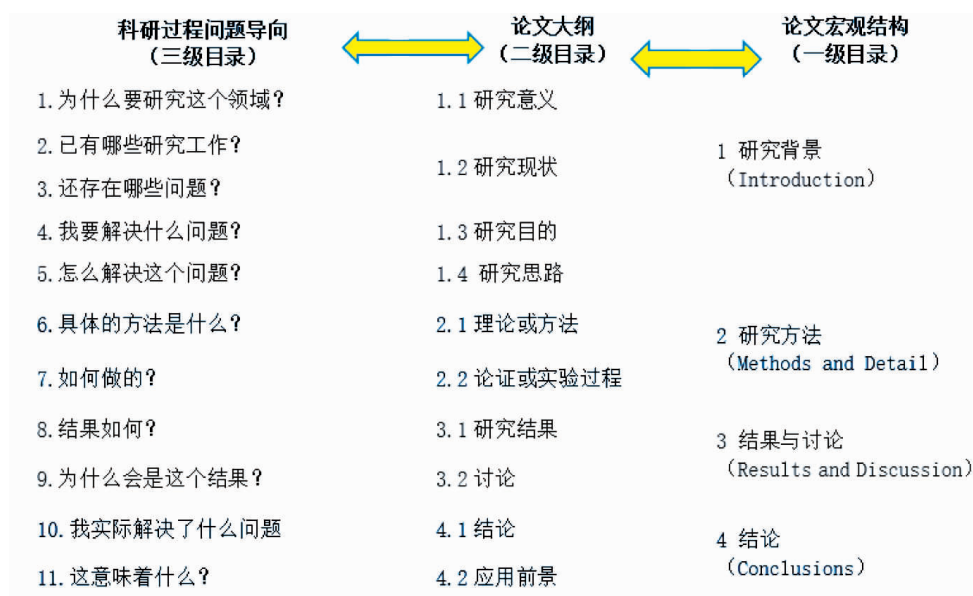 科研过程问题导向
（三级目录）
论文大纲
（二级目录）
论文宏观结构
（一级目录）
1.为什么要研究这个领域？
1.1 研究意义
2.已有哪些研究工作？
1.2 研究现状
3.还存在哪些问题？
1 研究背景
（Introduction）
4.我要解决什么问题？
1.3 研究目的
5.怎么解决这个问题？
1.4 研究思路
6.具体的方法是什么？
2.1 理论或方法
2 研究方法
（Methods and Detail）
7.如何做的？
2.2 论证或实验过程
8.结果如何？
3.1 研究结果
3 结果与讨论
（Results and Discussion）
9.为什么会是这个结果？
3.2 讨论
10.我实际解决了什么问题
4.1 结论
4 结论
（Conclusions）
11.这意味着什么？
4.2 应用前景